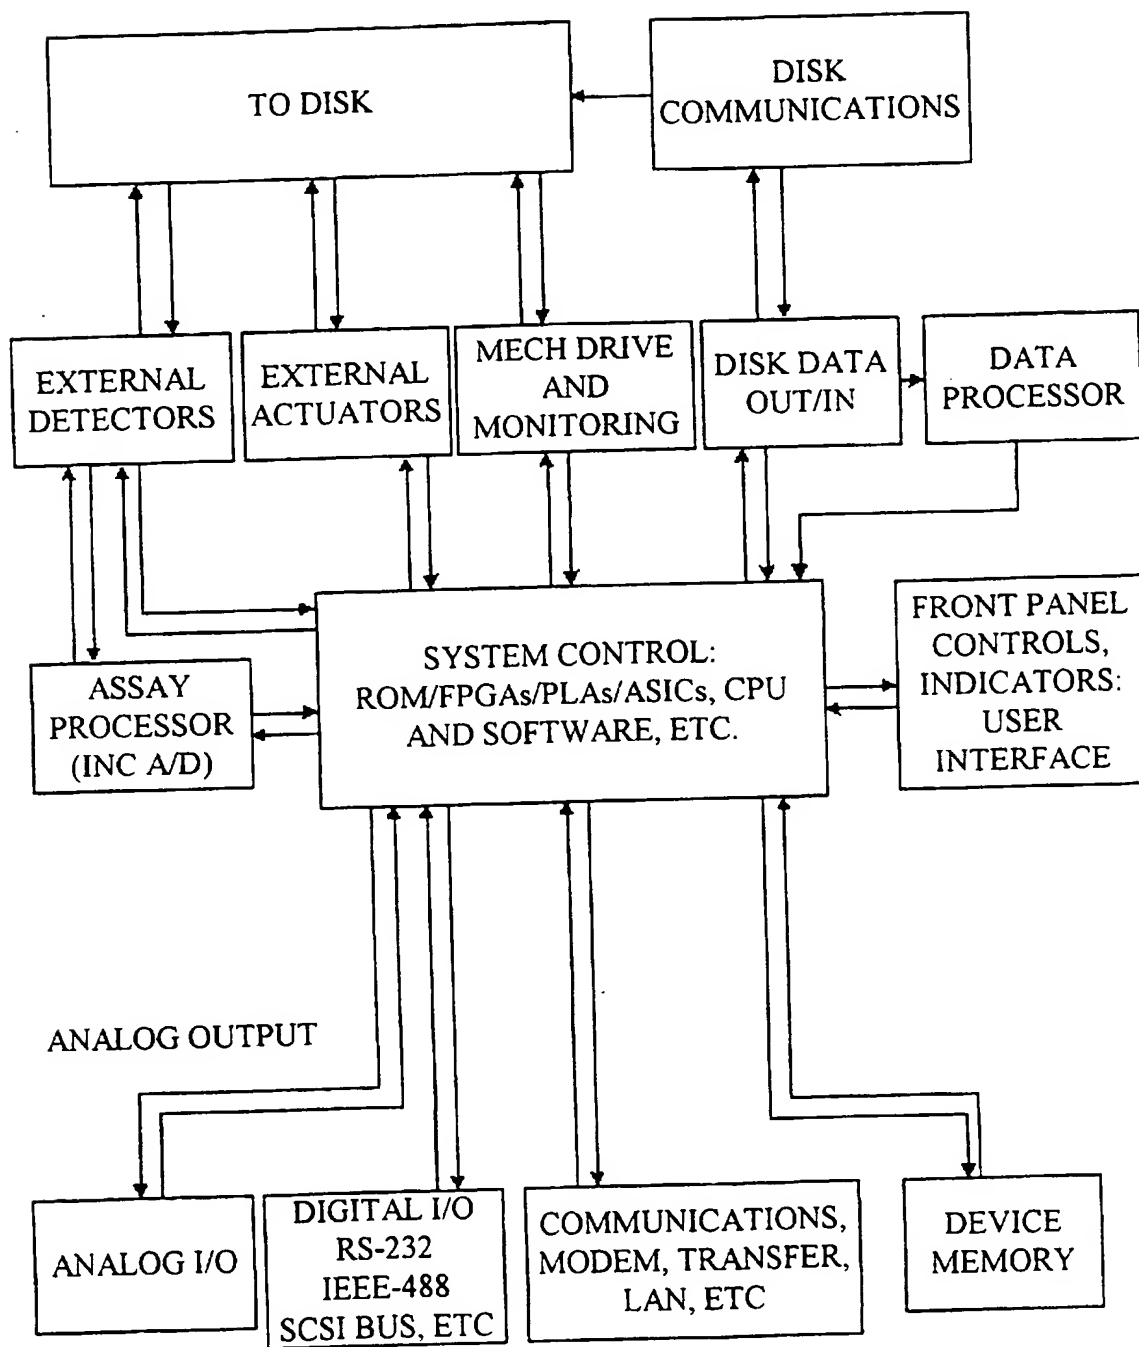 TO DISK
DISK
COMMUNICATIONS
EXTERNAL
DETECTORS
EXTERNAL
ACTUATORS
MECH DRIVE
AND
MONITORING
DISK DATA
OUT/IN
DATA
PROCESSOR
ASSAY
PROCESSOR
(INC A/D)
SYSTEM CONTROL:
ROM/FPGAs/PLAs/ASICs, CPU
AND SOFTWARE, ETC.
FRONT PANEL
CONTROLS,
INDICATORS:
USER
INTERFACE
ANALOG OUTPUT
ANALOG I/O
DIGITAL I/O
RS-232
IEEE-488
SCSI BUS, ETC
COMMUNICATIONS,
MODEM, TRANSFER,
LAN, ETC
DEVICE
MEMORY